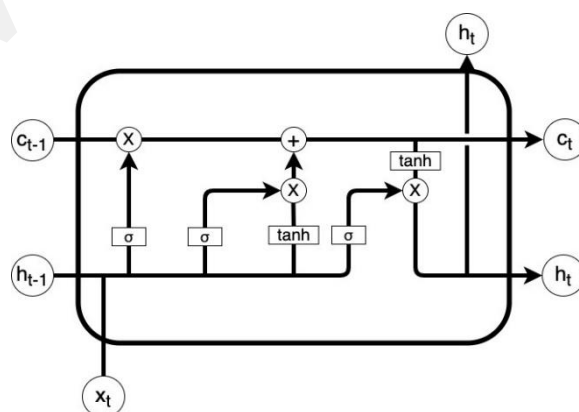 h_t
c_{t-1} X + c_t
tanh
X X
σ σ tanh σ
h_{t-1} h_t
x_t